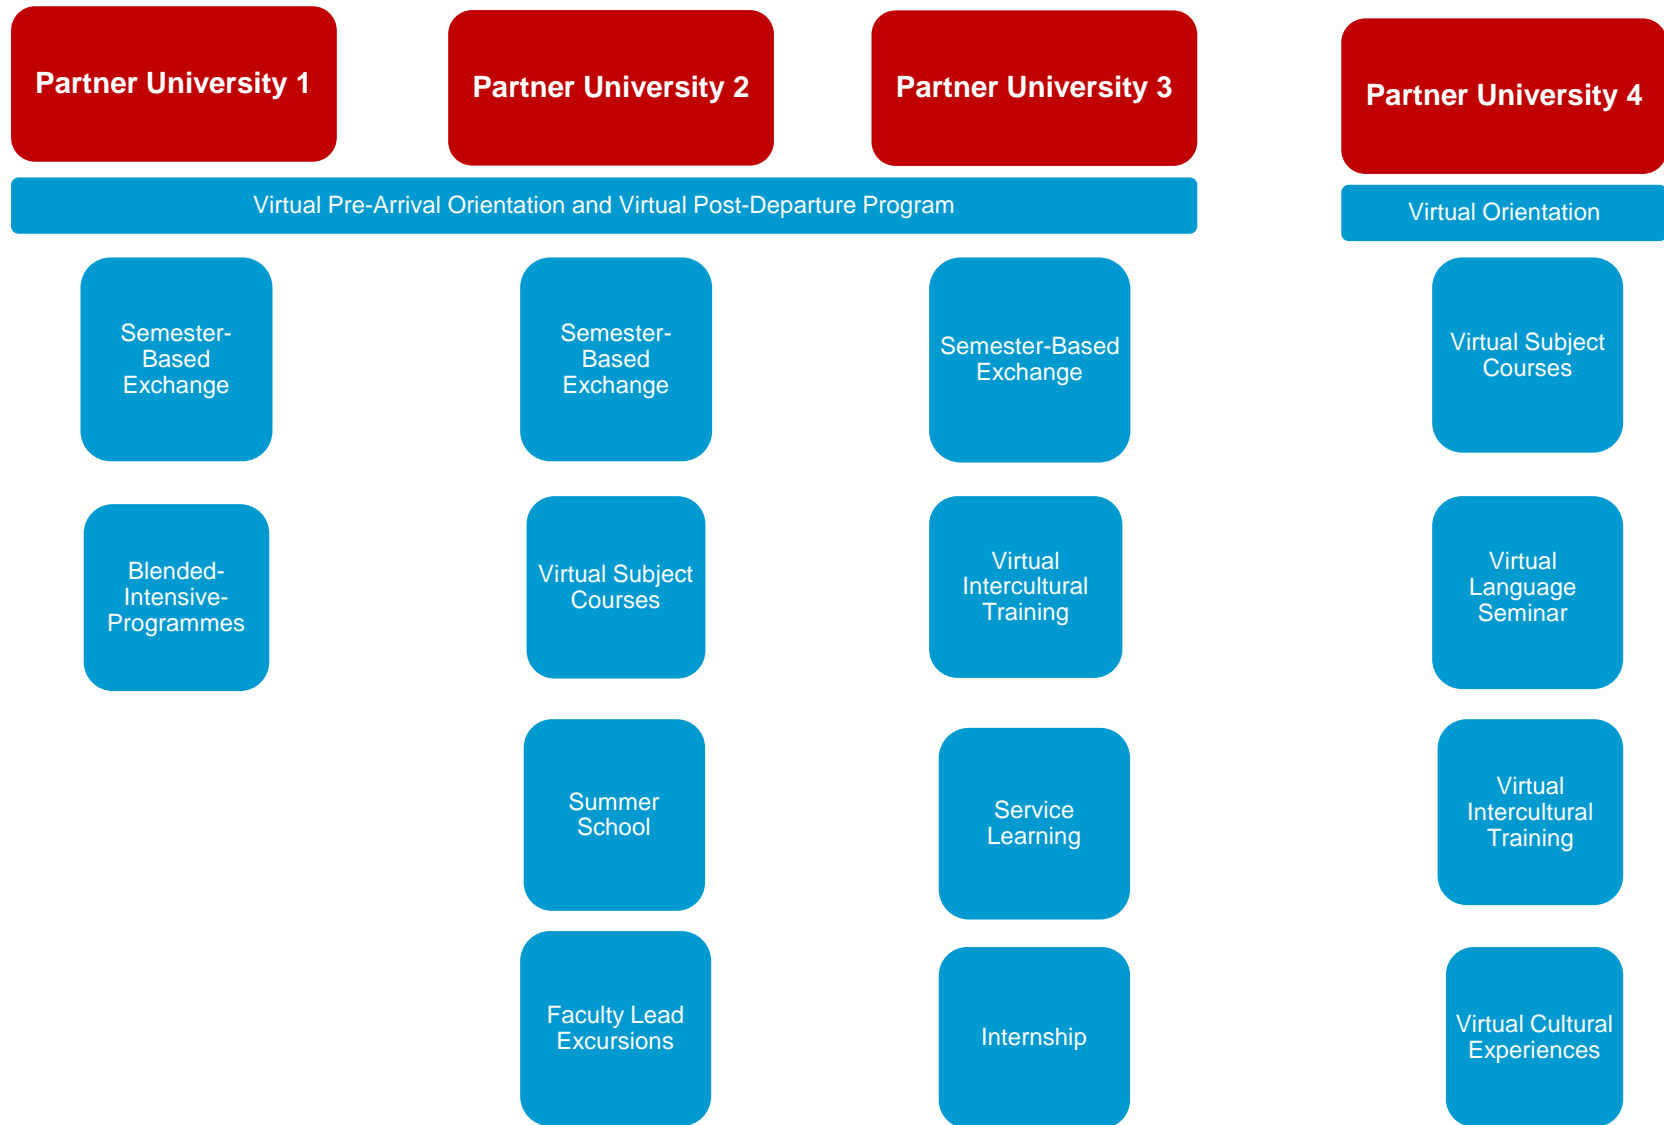 Partner University 1
Partner University 2
Partner University 3
Partner University 4
Virtual Pre-Arrival Orientation and Virtual Post-Departure Program
Virtual Orientation
Semester-
Based
Exchange
Semester-
Based
Exchange
Semester-Based
Exchange
Virtual Subject
Courses
Blended-
Intensive-
Programmes
Virtual Subject
Courses
Virtual
Intercultural
Training
Virtual
Language
Seminar
Summer
School
Service
Learning
Virtual
Intercultural
Training
Faculty Lead
Excursions
Internship
Virtual Cultural
Experiences